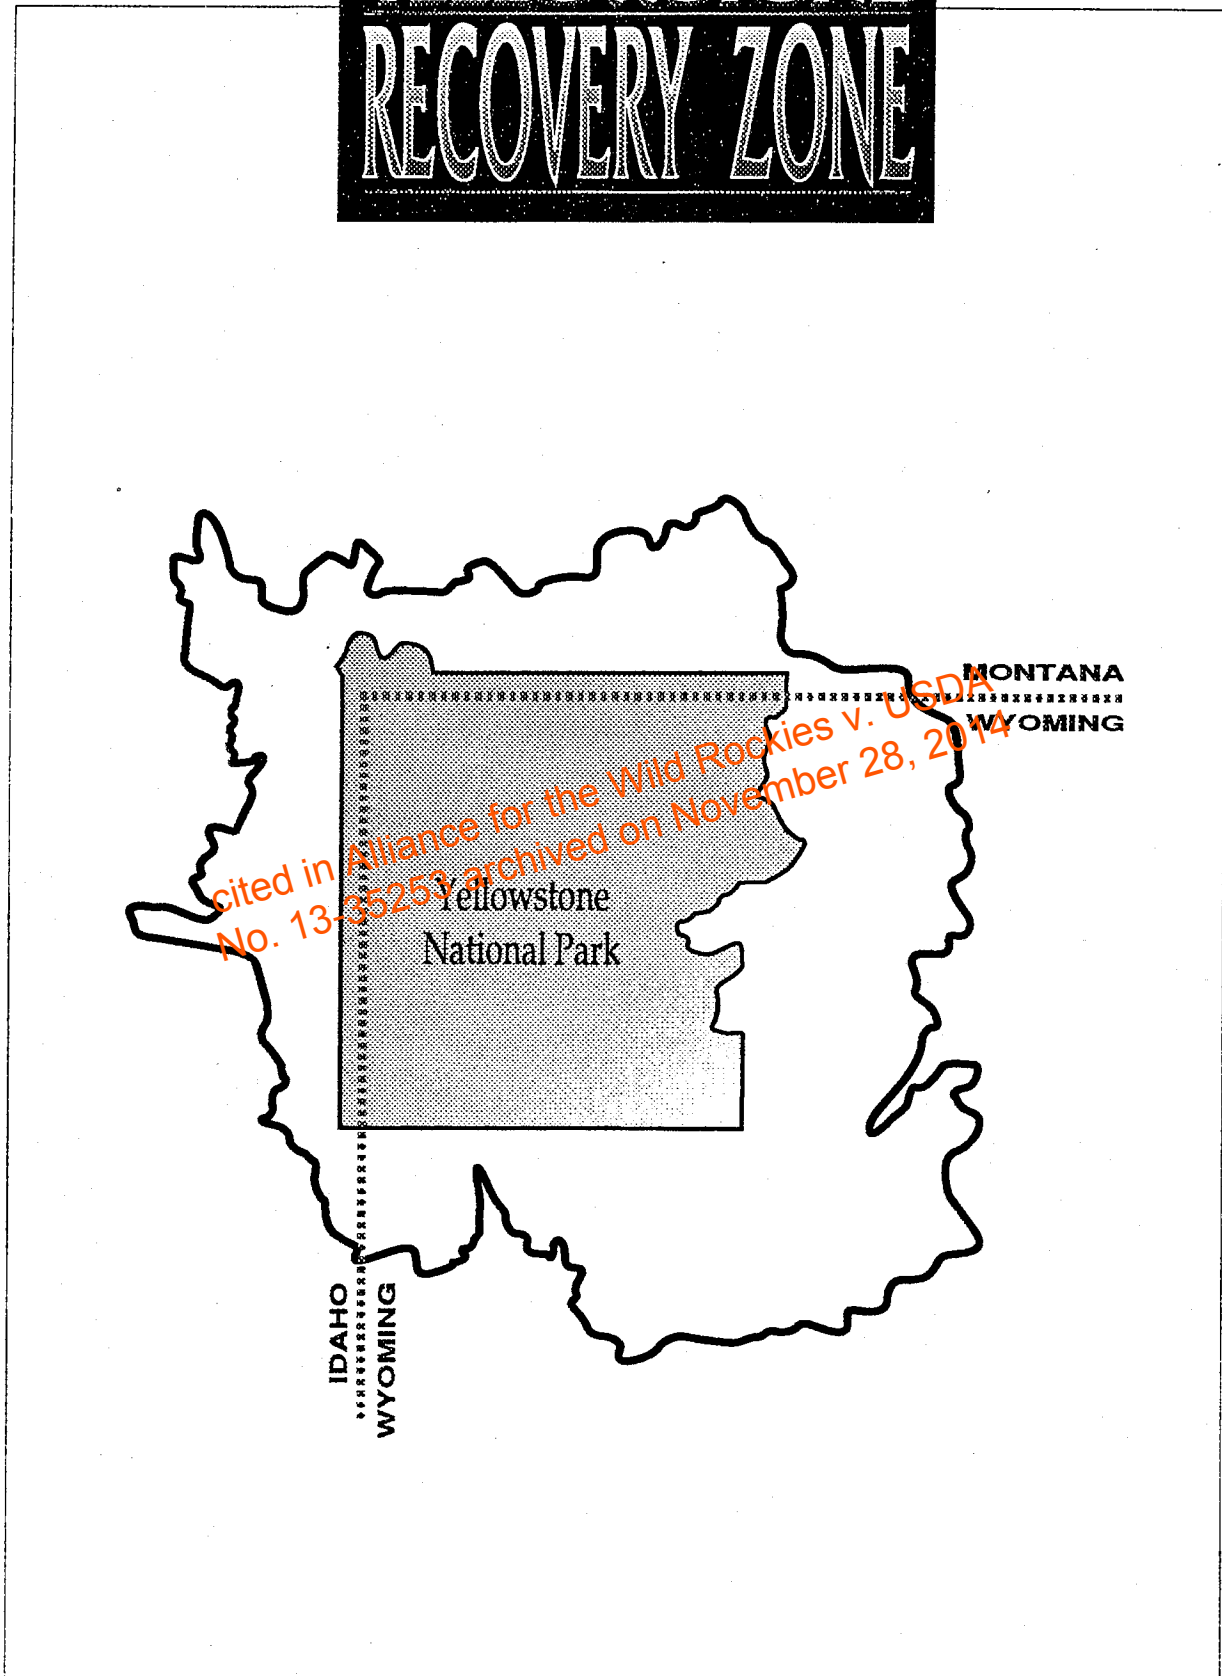 RECOVERY ZONE
MONTANA
WYOMING
cited in Alliance for the Wild Rockies v. USDA
No. 13-35253 archived on November 28, 2014
Yellowstone
National Park
IDAHO
WYOMING